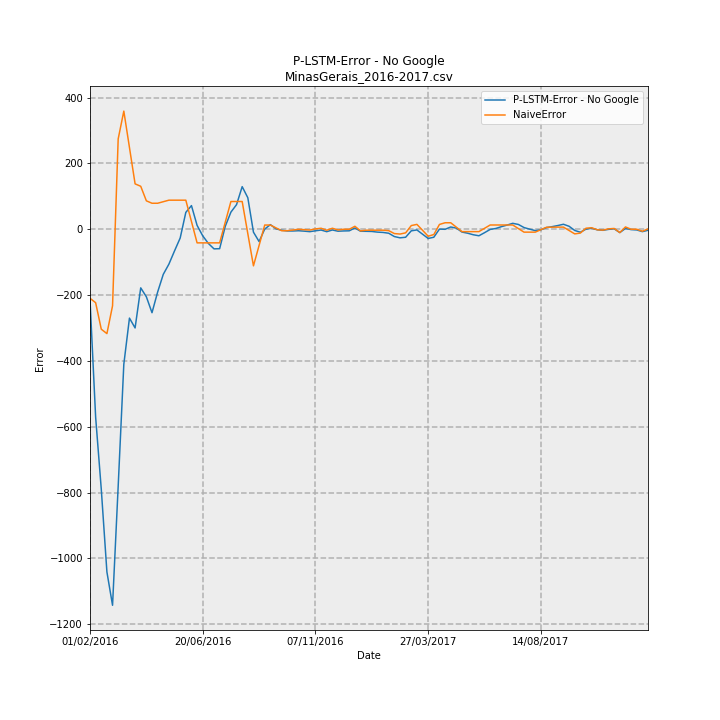 P-LSTM-Error - No Google
MinasGerais_2016-2017.csv
P-LSTM-Error - No Google
NaiveError
400
200
0
−200
−400
−600
−800
−1000
−1200
Error
01/02/2016
20/06/2016
07/11/2016
27/03/2017
14/08/2017
Date